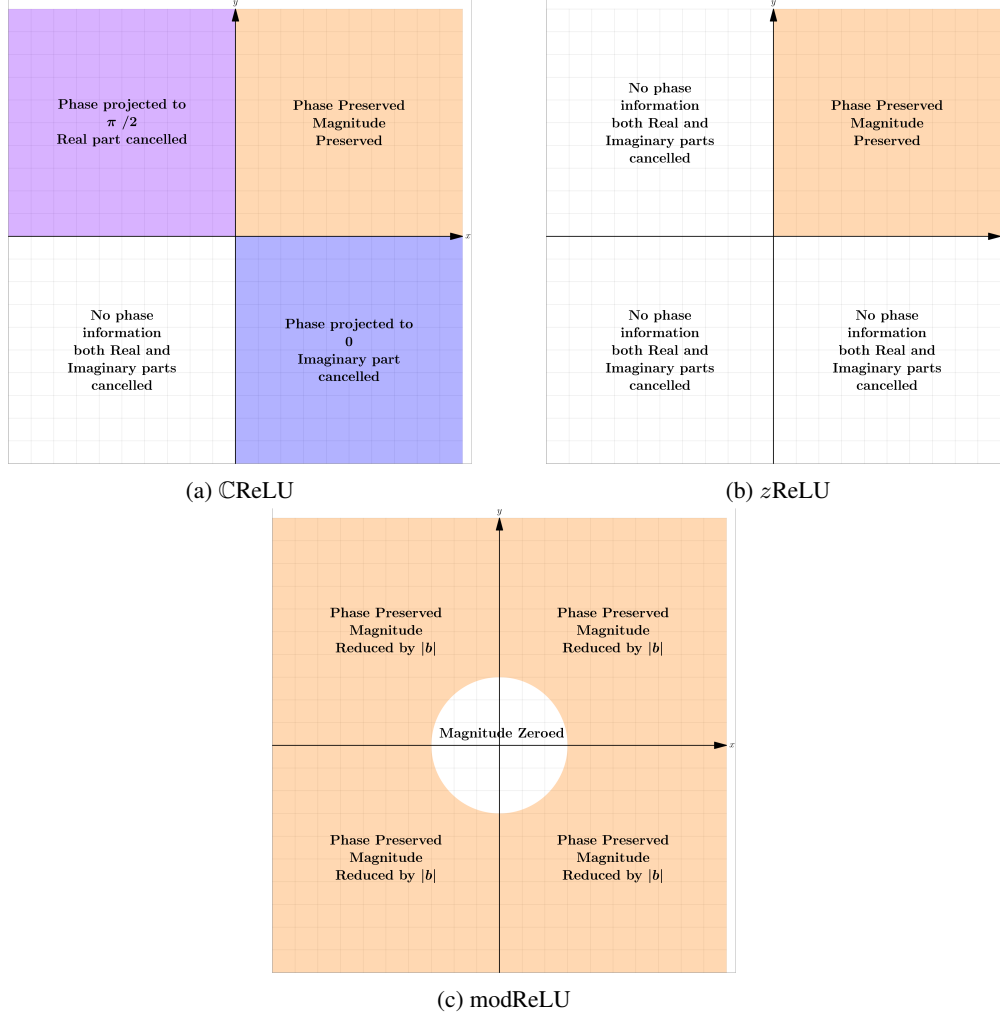 y
Phase projected to
π /2
Real part cancelled
Phase Preserved
Magnitude
Preserved
x
No phase
information
both Real and
Imaginary parts
cancelled
Phase projected to
0
Imaginary part
cancelled
(a) ℂReLU
y
No phase
information
both Real and
Imaginary parts
cancelled
Phase Preserved
Magnitude
Preserved
No phase
information
both Real and
Imaginary parts
cancelled
No phase
information
both Real and
Imaginary parts
cancelled
(b) zReLU
y
Phase Preserved
Magnitude
Reduced by |b|
Phase Preserved
Magnitude
Reduced by |b|
Magnitude Zeroed
x
Phase Preserved
Magnitude
Reduced by |b|
Phase Preserved
Magnitude
Reduced by |b|
(c) modReLU